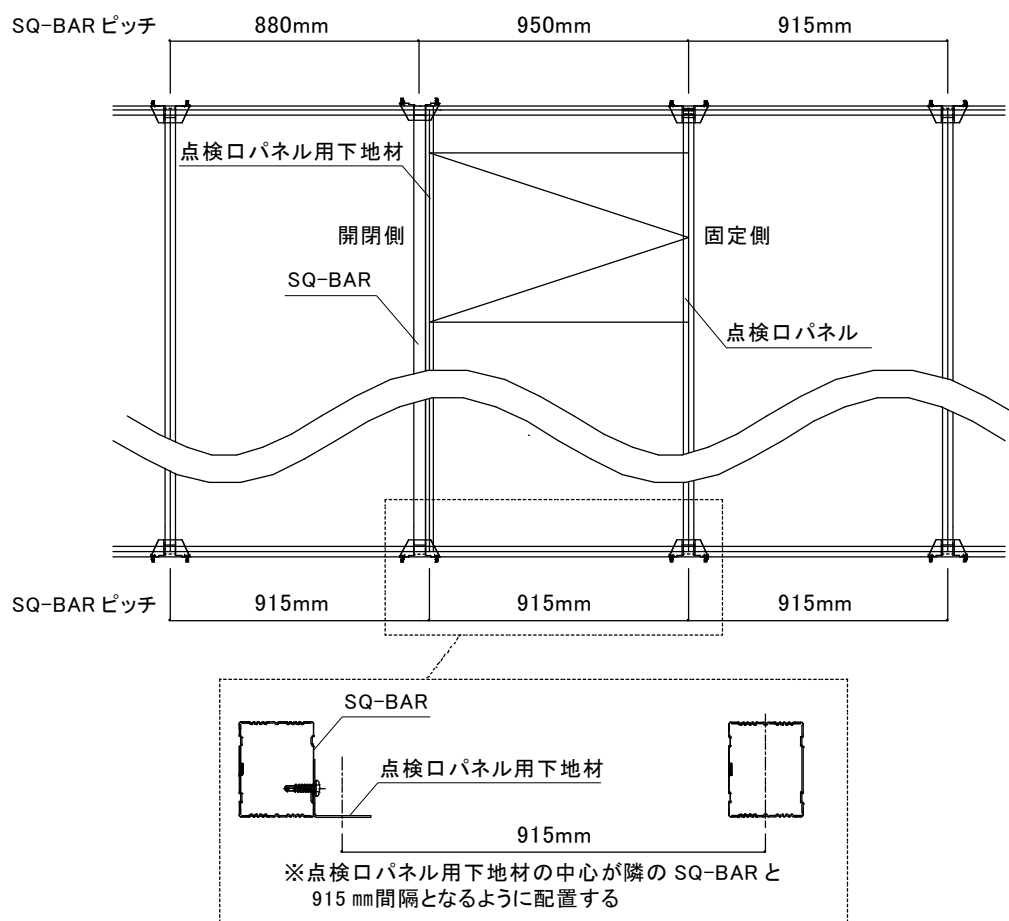 SQ-BAR ピッチ
880mm
950mm
915mm
点検口パネル用下地材
開閉側
固定側
SQ-BAR
点検口パネル
SQ-BAR ピッチ
915mm
915mm
915mm
SQ-BAR
点検口パネル用下地材
915mm
※点検口パネル用下地材の中心が隣の SQ-BAR と
915 ㎜間隔となるように配置する